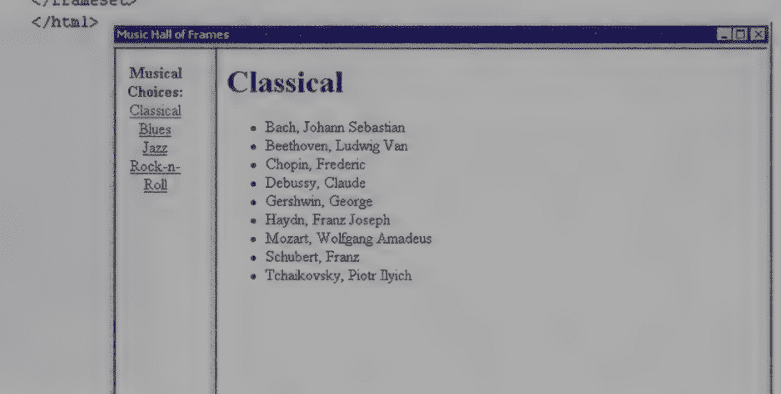 </frameset>
</html>
Music Hall of Frames
Musical
Choices:
Classical
Blues
Jazz
Rock-n-
Roll
Classical
Bach, Johann Sebastian
Beethoven, Ludwig Van
Chopin, Frederic
Debussy, Claude
Gershwin, George
Haydn, Franz Joseph
Mozart, Wolfgang Amadeus
Schubert, Franz
Tchaikovsky, Piotr Ilyich